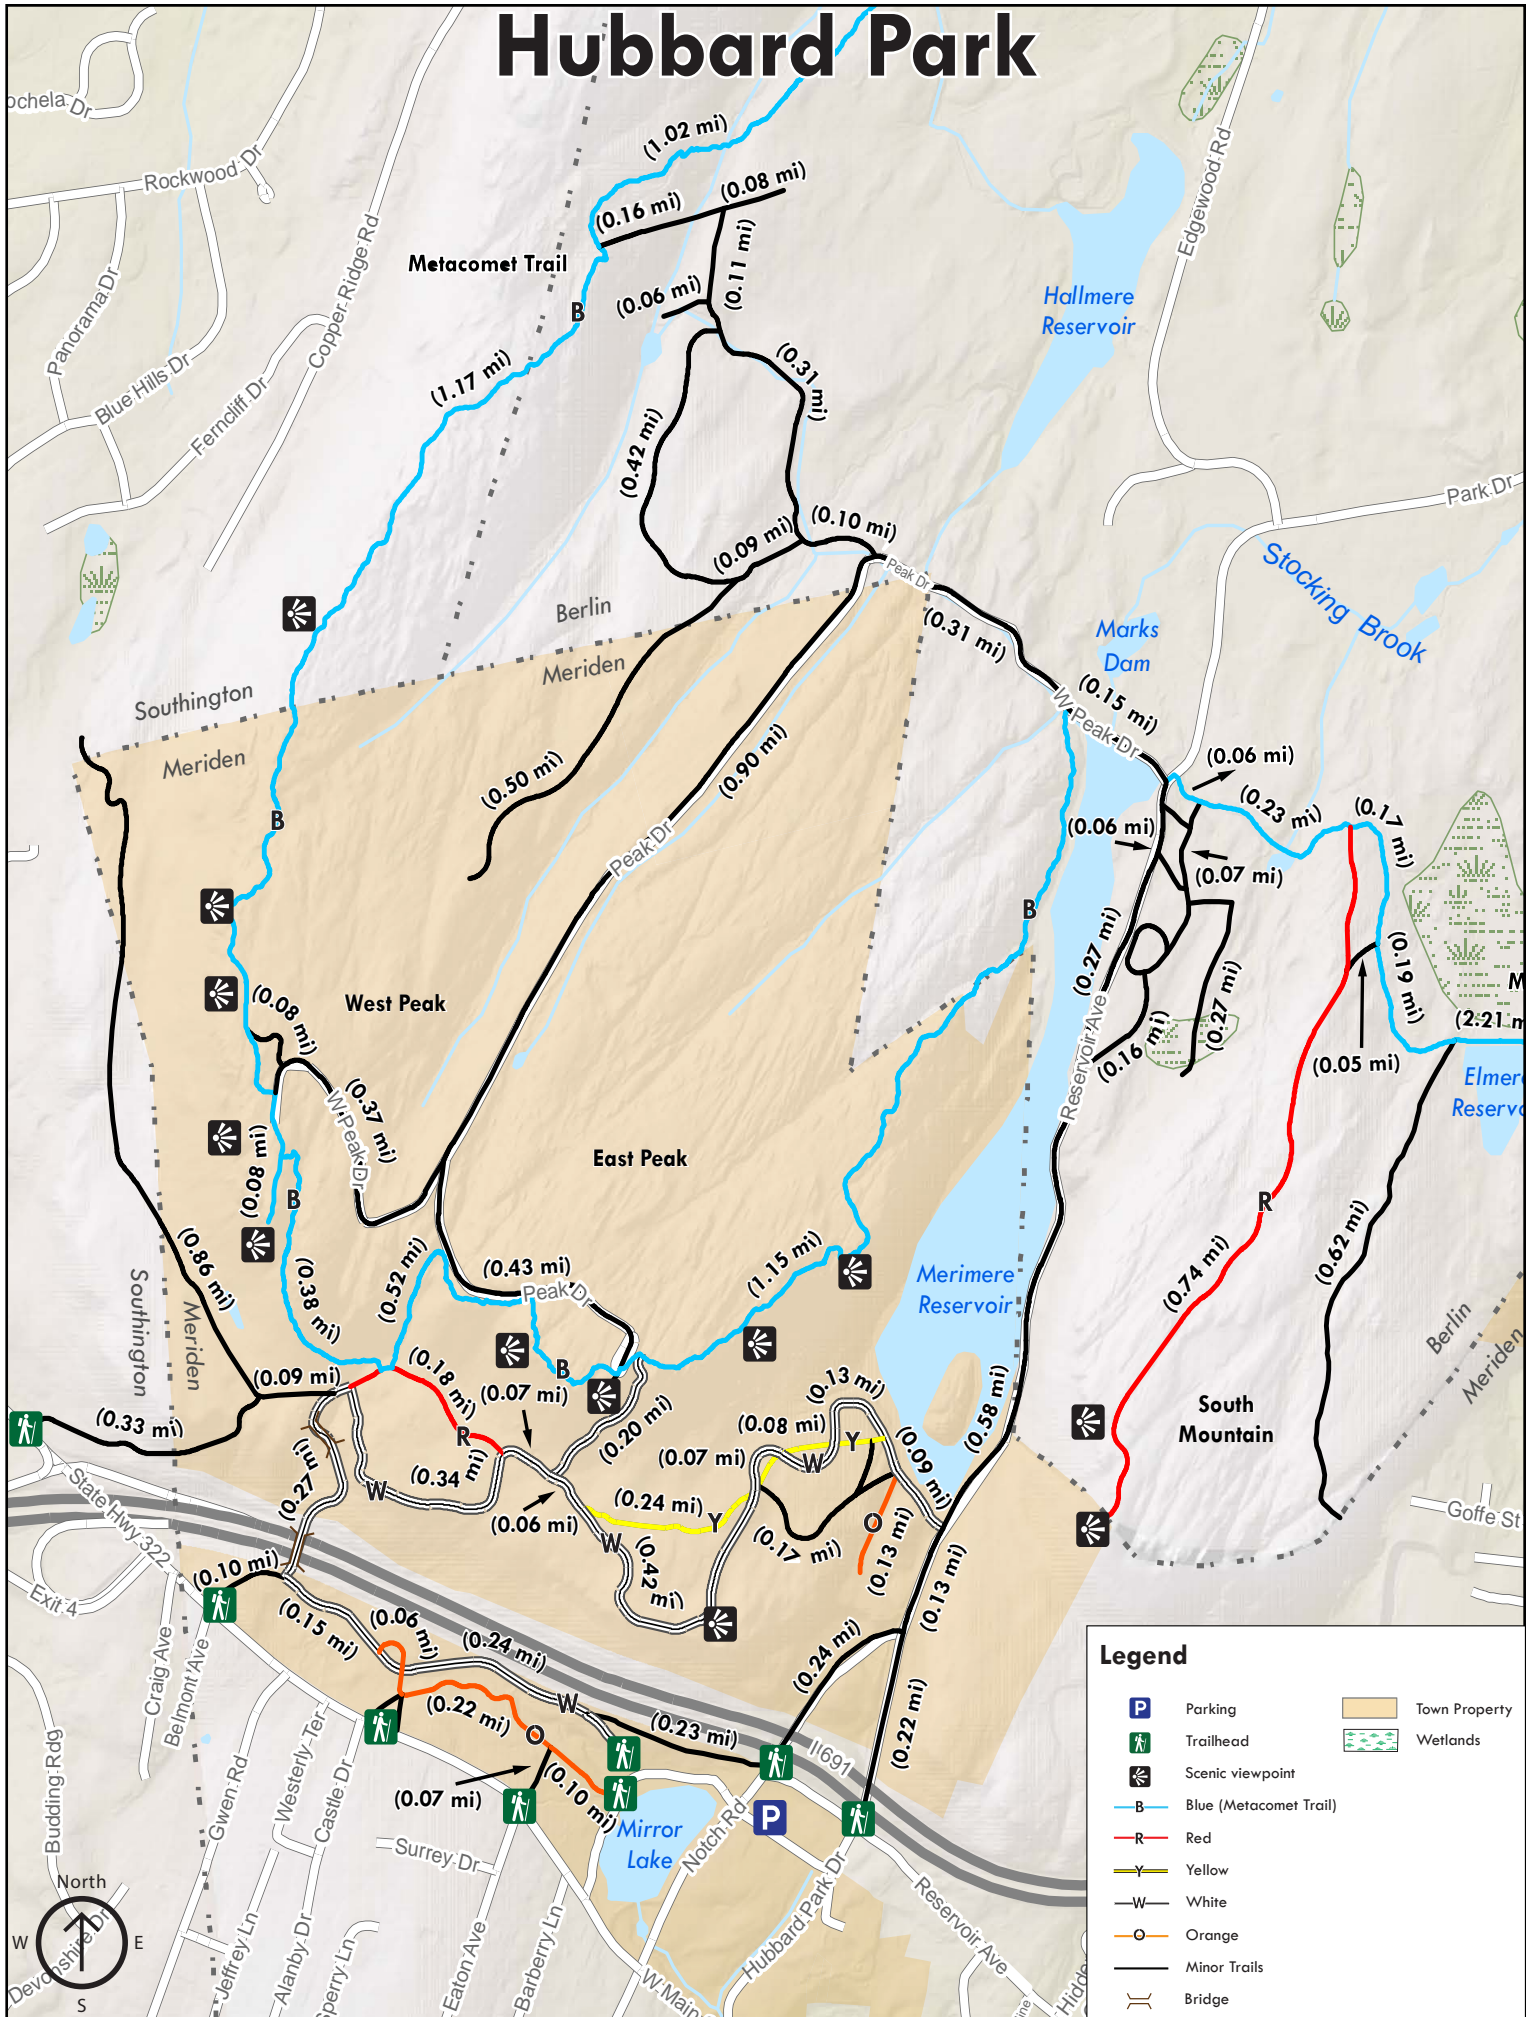 Hubbard Park
ochela Dr
Rockwood Dr
Panorama Dr
Blue Hills Dr
Ferncliff Dr
Copper Ridge Rd
Metacomet Trail
(1.02 mi)
(0.16 mi)
(0.08 mi)
(0.11 mi)
(0.06 mi)
B
(1.17 mi)
(0.31 mi)
(0.42 mi)
(0.09 mi)
(0.10 mi)
Hallmere
Reservoir
Edgewood Rd
Park Dr
Stocking Brook
Peak Dr
(0.31 mi)
Marks
Dam
(0.15 mi)
W Peak Dr
Berlin
Meriden
Southington
Meriden
(0.50 mi)
(0.90 mi)
Peak Dr
B
(0.06 mi)
(0.23 mi)
(0.17 mi)
(0.06 mi)
(0.07 mi)
B
(0.27 mi)
(0.27 mi)
(0.16 mi)
Reservoir Ave
(0.19 mi)
(0.05 mi)
M
(2.21 m
Elmere
Reservo
West Peak
(0.08 mi)
(0.37 mi)
W Peak Dr
(0.08 mi)
B
East Peak
(0.86 mi)
(0.38 mi)
(0.52 mi)
(0.43 mi)
Peak Dr
(1.15 mi)
B
Merimere
Reservoir
R
(0.74 mi)
(0.62 mi)
Southington
Meriden
Berlin
Meriden
South
Mountain
(0.09 mi)
(0.33 mi)
(0.18 mi)
(0.07 mi)
R
(0.34 mi)
W
(0.27 mi)
(0.20 mi)
(0.06 mi)
(0.24 mi)
Y
W
(0.42 mi)
(0.07 mi)
(0.08 mi)
(0.13 mi)
Y
W
(0.09 mi)
(0.58 mi)
(0.17 mi)
O
(0.13 mi)
(0.13 mi)
State Hwy 322
Exit 4
(0.10 mi)
(0.15 mi)
(0.06 mi)
(0.24 mi)
(0.22 mi)
O
W
(0.23 mi)
(0.24 mi)
(0.22 mi)
I1691
(0.07 mi)
(0.10 mi)
P
Mirror
Lake
Notch Rd
Goffe St
Craig Ave
Belmont Ave
Budding Rdg
Gwen Rd
Westerly Ter
Castle Dr
Surrey Dr
Devonshire Dr
Jeffrey Ln
Alanby Dr
perry Ln
Eaton Ave
Barberry Ln
W Main S
Hubbard Park Dr
Reservoir Ave
ine
Hidde
North
W
E
S
Legend
P Parking
Town Property
Trailhead
Wetlands
Scenic viewpoint
B Blue (Metacomet Trail)
R Red
Y Yellow
W White
O Orange
Minor Trails
Bridge